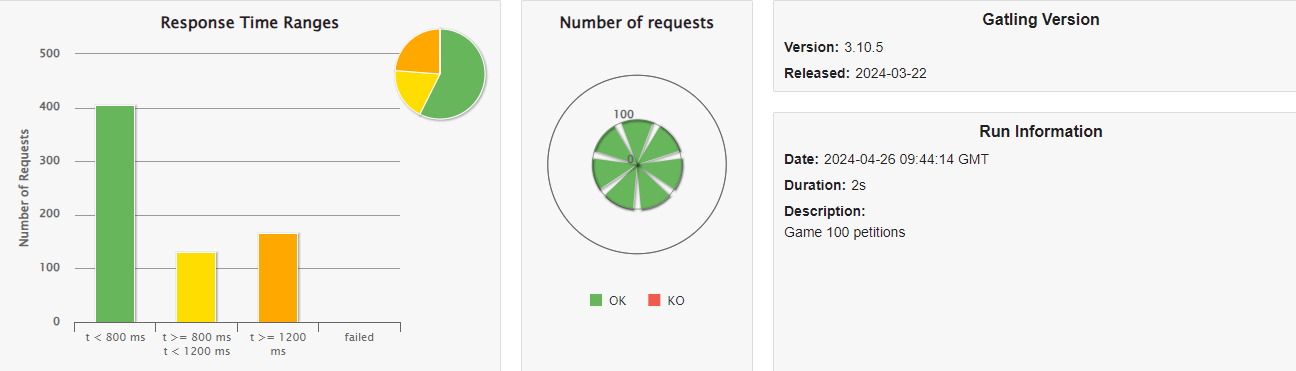 Response Time Ranges
Number of Requests
500
400
300
200
100
0
t < 800 ms
t >= 800 ms
t < 1200 ms
t >= 1200
ms
failed
Number of requests
100
0
OK
KO
Gatling Version
Version: 3.10.5
Released: 2024-03-22
Run Information
Date: 2024-04-26 09:44:14 GMT
Duration: 2s
Description:
Game 100 petitions